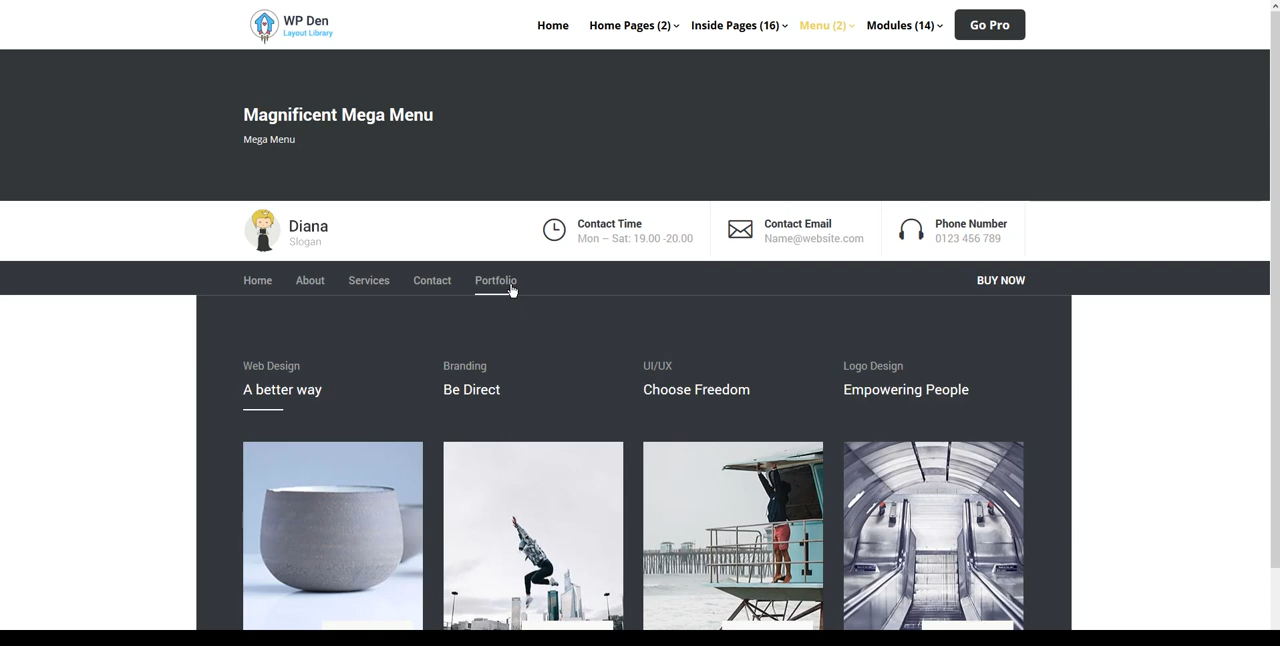 WP Den
Layout Library
Home Home Pages (2) Inside Pages (16) Menu (2) Modules (14) Go Pro
Magnificent Mega Menu
Mega Menu
Diana
Slogan
Contact Time
Mon – Sat: 19.00 -20.00
Contact Email
Name@website.com
Phone Number
0123 456 789
Home About Services Contact Portfolio BUY NOW
Web Design
A better way
Branding
Be Direct
UI/UX
Choose Freedom
Logo Design
Empowering People